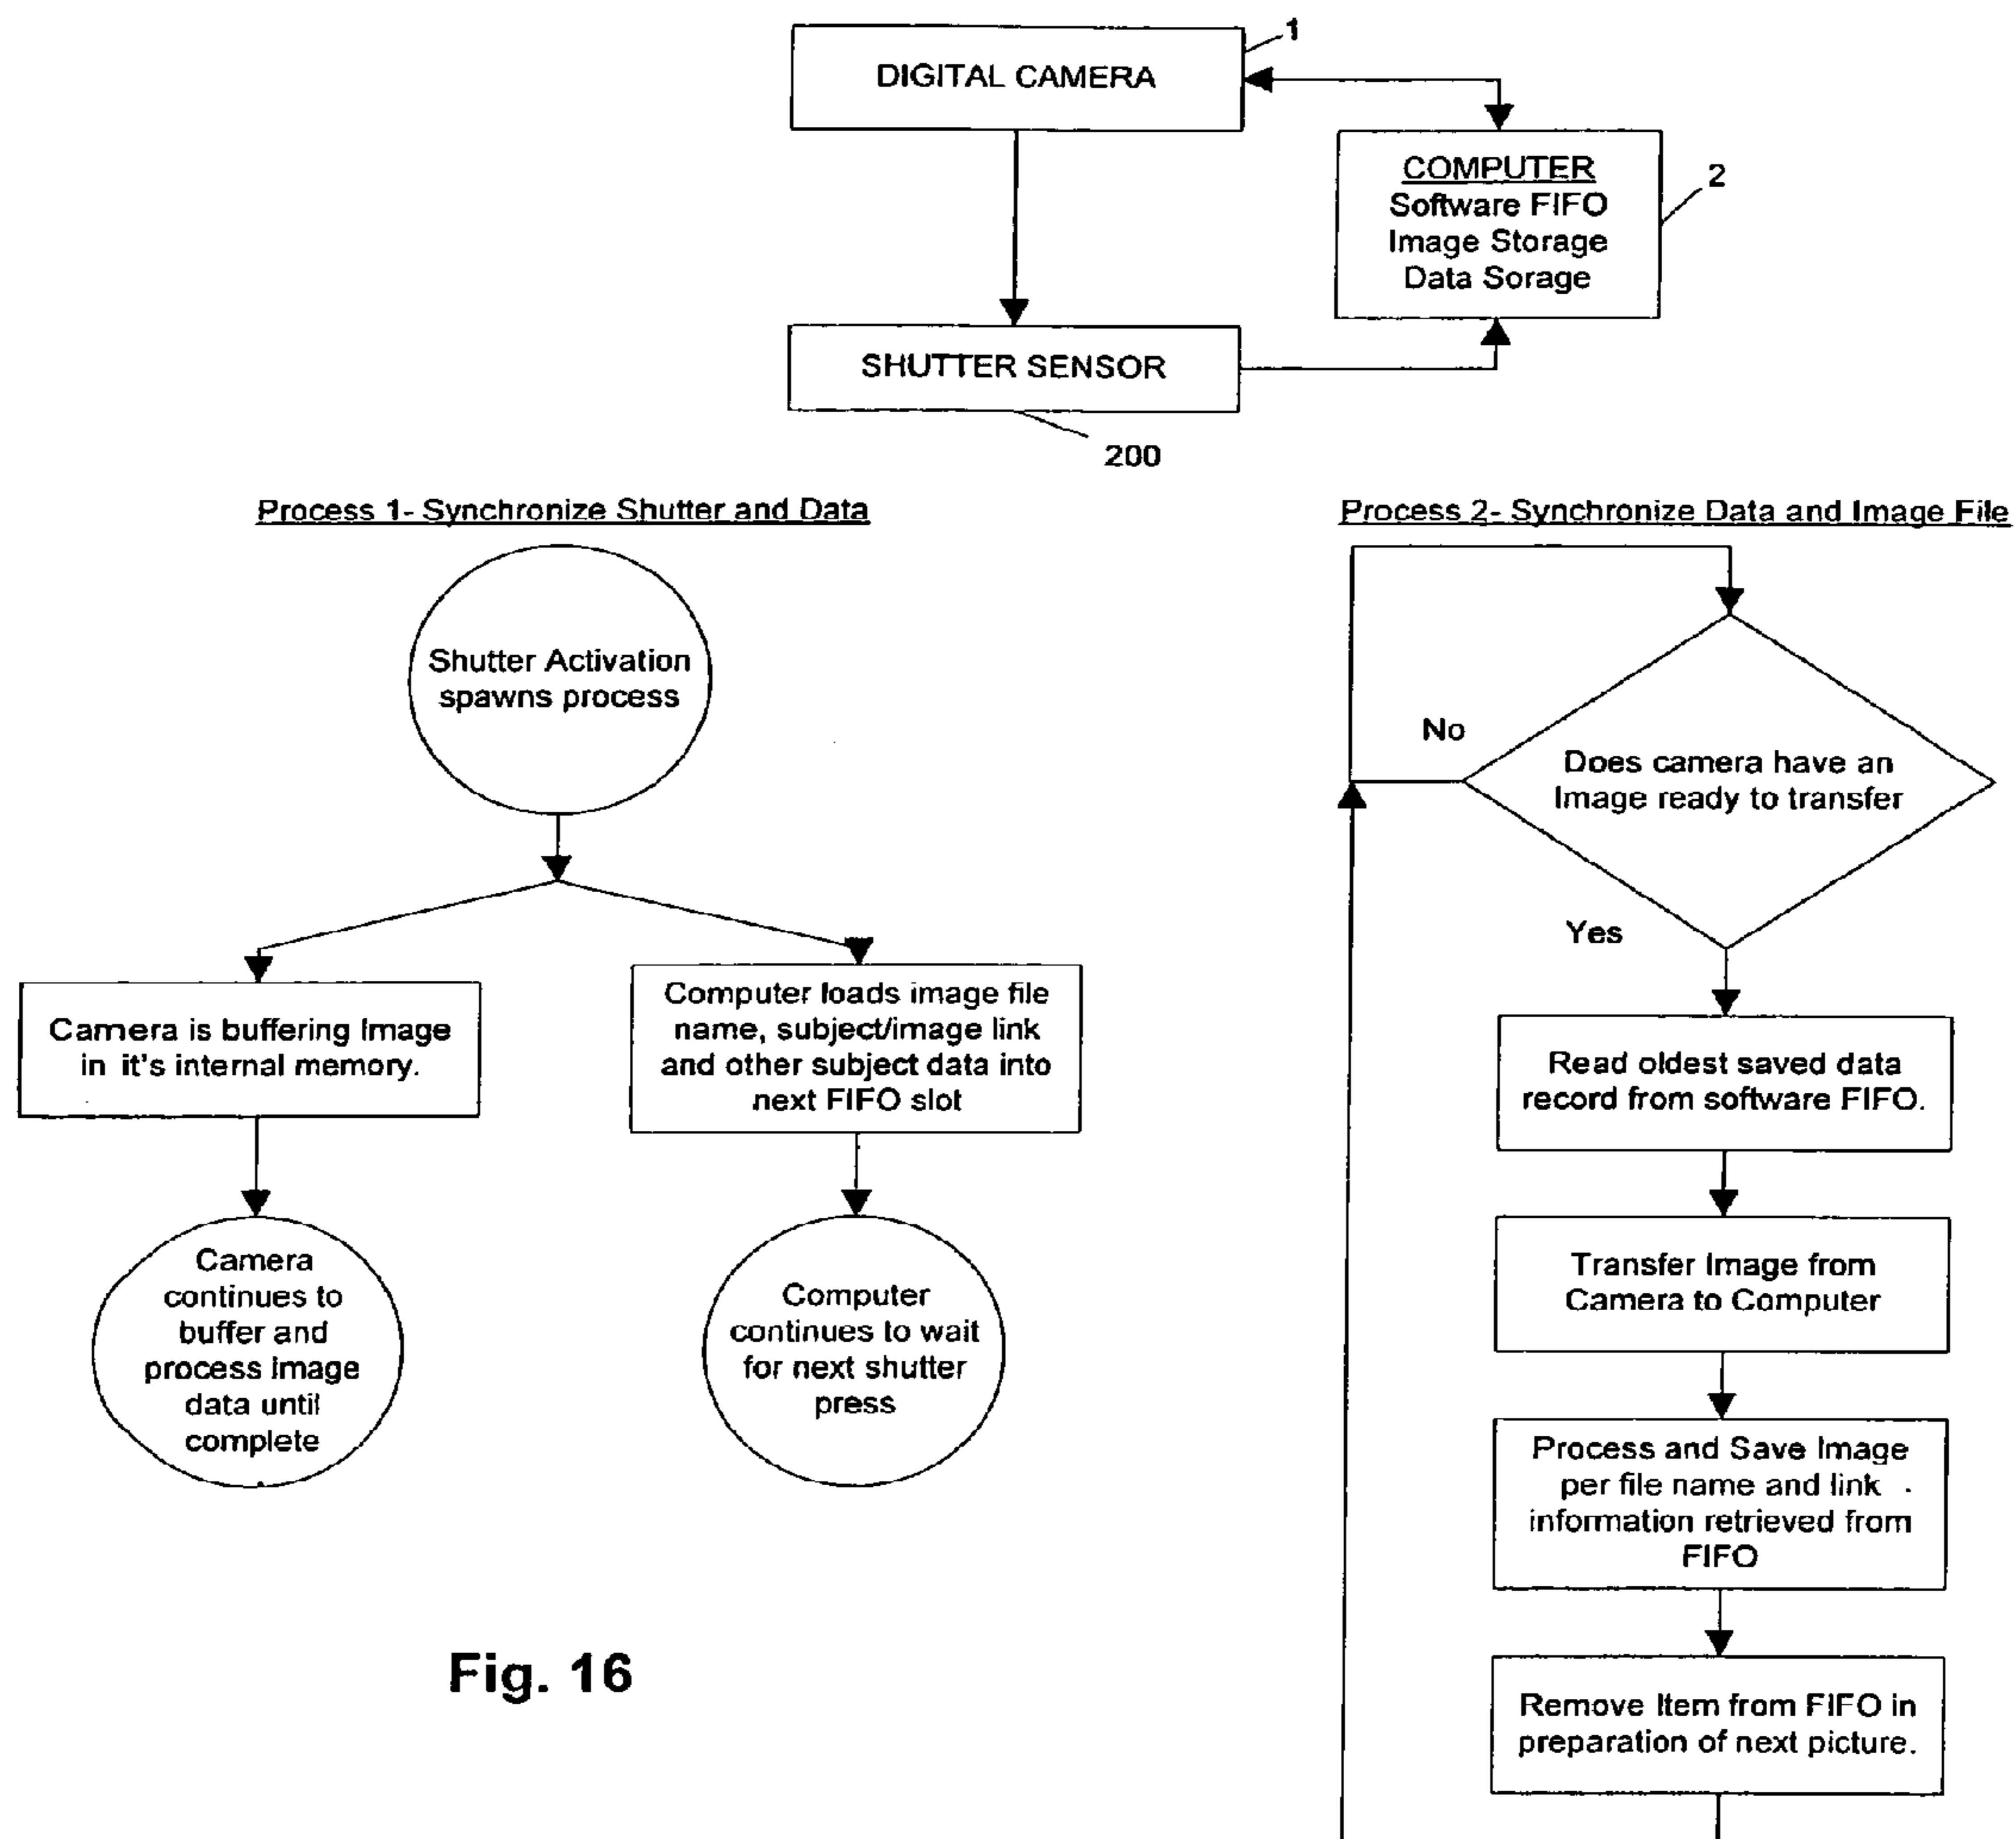 1
DIGITAL CAMERA
COMPUTER
Software FIFO
Image Storage
Data Sorage
2
SHUTTER SENSOR
200
Process 1- Synchronize Shutter and Data
Shutter Activation
spawns process
Camera is buffering Image
in it's internal memory.
Computer loads image file
name, subject/image link
and other subject data into
next FIFO slot
Camera
continues to
buffer and
process Image
data until
complete
Computer
continues to wait
for next shutter
press
Process 2- Synchronize Data and Image File
No
Does camera have an
Image ready to transfer
Yes
Read oldest saved data
record from software FIFO.
Transfer Image from
Camera to Computer
Process and Save Image
per file name and link
information retrieved from
FIFO
Remove Item from FIFO in
preparation of next picture.
Fig. 16